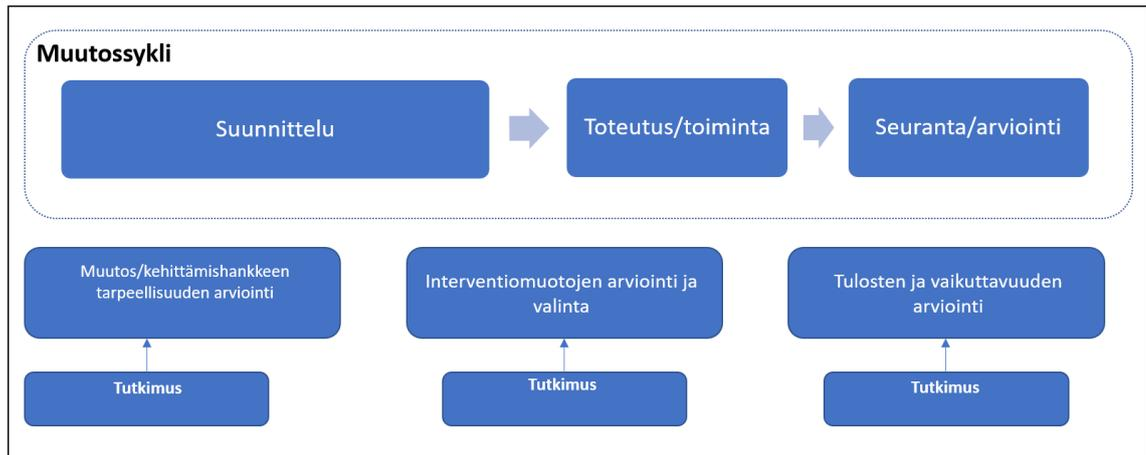 Muutossykli
Suunnittelu
Toteutus/toiminta
Seuranta/arviointi
Muutos/kehittämishankkeen
tarpeellisuuden arviointi
Interventiomuotojen arviointi ja
valinta
Tulosten ja vaikuttavuuden
arviointi
Tutkimus
Tutkimus
Tutkimus